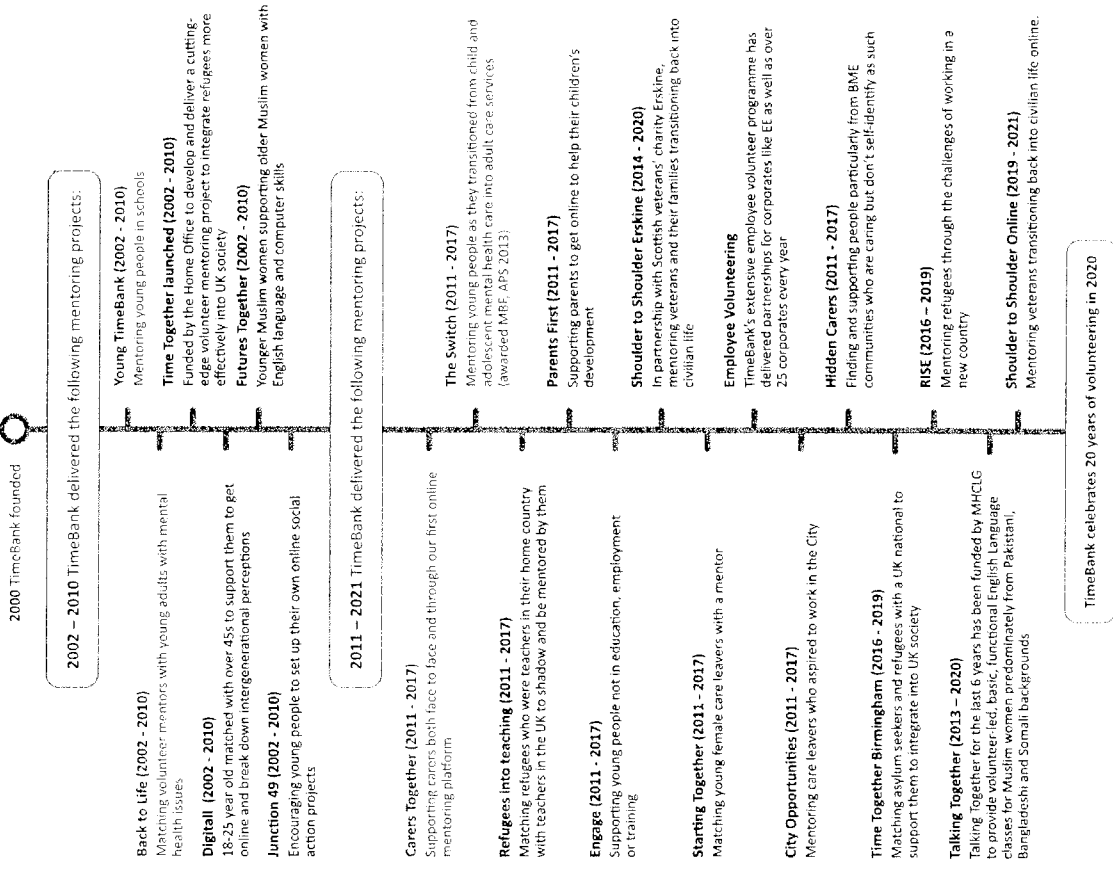 2000 TimeBank founded
2002 – 2010 TimeBank delivered the following mentoring projects:
Young TimeBank (2002 - 2010)
Mentoring young people in schools
Back to Life (2002 - 2010)
Matching volunteer mentors with young adults with mental
health issues
Time Together launched (2002 - 2010)
Funded by the Home Office to develop and deliver a cutting-
edge volunteer mentoring project to integrate refugees more
effectively into UK society
Digitall (2002 - 2010)
18-25 year old matched with over 45s to support them to get
online and break down intergenerational perceptions
Futures Together (2002 - 2010)
Younger Muslim women supporting older Muslim women with
English language and computer skills
Junction 49 (2002 - 2010)
Encouraging young people to set up their own online social
action projects
2011 – 2021 TimeBank delivered the following mentoring projects:
Carers Together (2011 - 2017)
Supporting carers both face to face and through our first online
mentoring platform
The Switch (2011 - 2017)
Mentoring young people as they transitioned from child and
adolescent mental health care into adult care services
(awarded MBF, APS 2013)
Refugees into teaching (2011 - 2017)
Matching refugees who were teachers in their home country
with teachers in the UK to shadow and be mentored by them
Parents First (2011 - 2017)
Supporting parents to get online to help their children's
development
Engage (2011 - 2017)
Supporting young people not in education, employment
or training
Shoulder to Shoulder Erskine (2014 - 2020)
In partnership with Scottish veterans' charity Erskine,
mentoring veterans and their families transitioning back into
civilian life
Starting Together (2011 - 2017)
Matching young female care leavers with a mentor
Employee Volunteering
TimeBank's extensive employee volunteer programme has
delivered partnerships for corporates like EE as well as over
25 corporates every year
City Opportunities (2011 - 2017)
Mentoring care leavers who aspired to work in the City
Hidden Carers (2011 - 2017)
Finding and supporting people particularly from BME
communities who are caring but don't self-identify as such
Time Together Birmingham (2016 - 2019)
Matching asylum seekers and refugees with a UK national to
support them to integrate into UK society
RISE (2016 – 2019)
Mentoring refugees through the challenges of working in a
new country
Talking Together (2013 – 2020)
Talking Together for the last 6 years has been funded by MHCLG
to provide volunteer-led, basic, functional English Language
classes for Muslim women predominately from Pakistani,
Bangladeshi and Somali backgrounds
Shoulder to Shoulder Online (2019 - 2021)
Mentoring veterans transitioning back into civilian life online.
TimeBank celebrates 20 years of volunteering in 2020